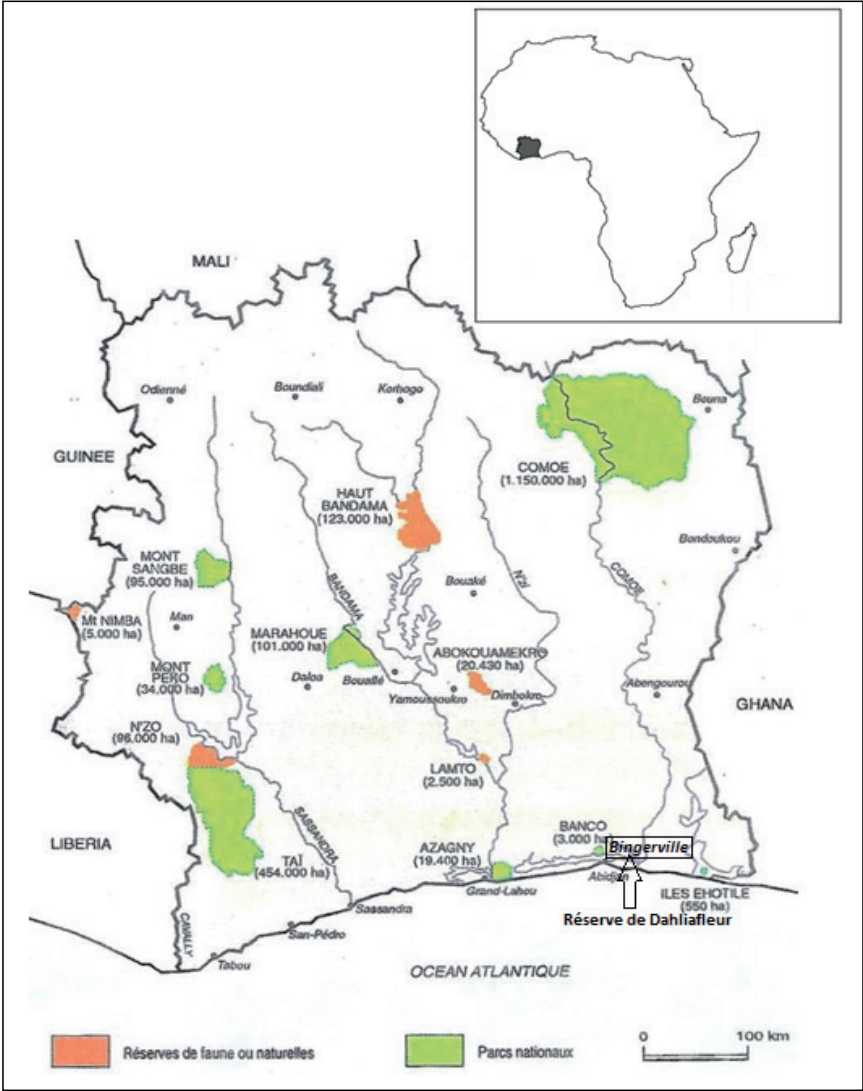 MALI
Odienné
Boundiali
Korhogo
Bouna
GUINEE
COMOE
(1.150.000 ha)
HAUT
BANDAMA
(123.000 ha)
Bondoukou
MONT
SANGBE
(95.000 ha)
BANDAMA
N'zi
COMOE
Bouaké
Mt NIMBA
(5.000 ha)
Man
MARAHOUE
(101.000 ha)
ABOKOUAMEKRO
(20.430 ha)
MONT
PEKO
(34.000 ha)
Daloa
Bouaflé
Yamoussoukro
Dimbokro
Abengourou
GHANA
N'ZO
(96.000 ha)
LAMTO
(2.500 ha)
LIBERIA
SASSANDRA
TAÏ
(454.000 ha)
AZAGNY
(19.400 ha)
BANCO
(3.000 ha)
Bingerville
Grand-Lahou
Abidjan
ILES EHOTILE
(550 ha)
Réserve de Dahliafleur
Sassandra
San-Pédro
CAVALLY
Tabou
OCEAN ATLANTIQUE
Réserves de faune ou naturelles
Parcs nationaux
0
100 km